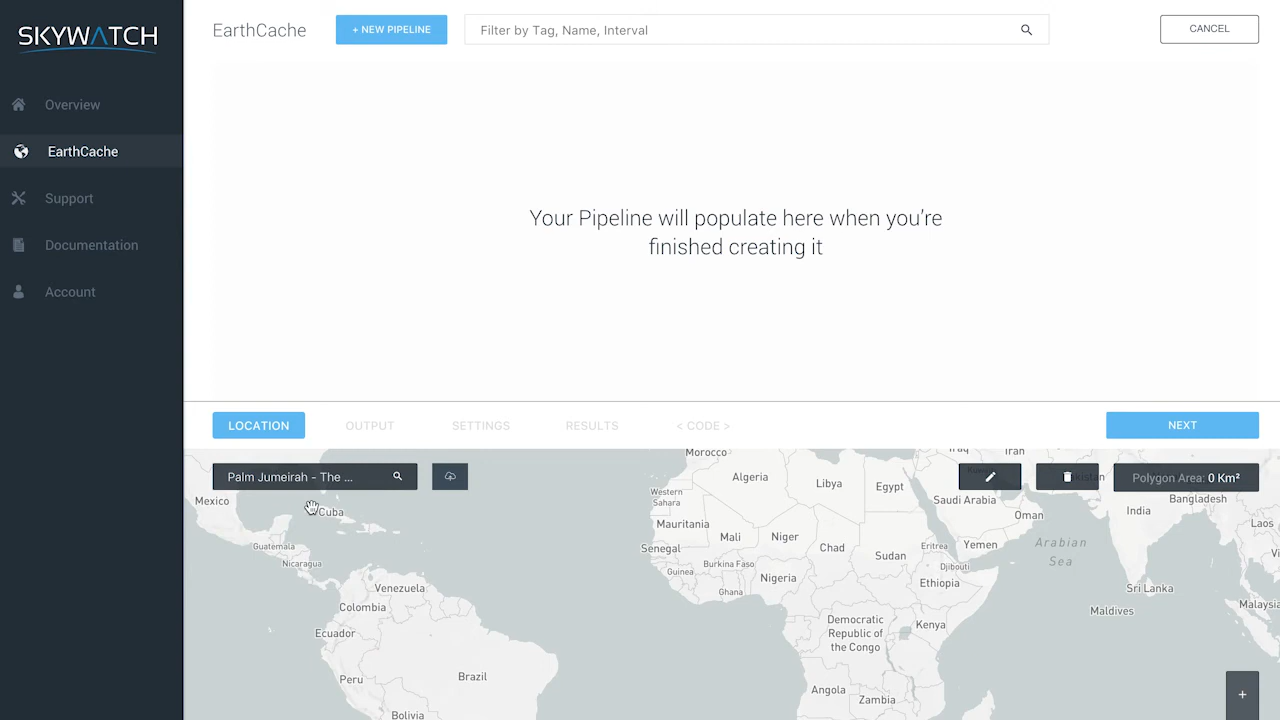 SKYWATCH
EarthCache
+ NEW PIPELINE
Filter by Tag, Name, Interval
CANCEL
Overview
EarthCache
Support
Documentation
Account
Your Pipeline will populate here when you're
finished creating it
LOCATION
OUTPUT
SETTINGS
RESULTS
< CODE >
NEXT
Palm Jumeirah - The ...
Polygon Area: 0 Km²
Morocco
Iran
Algeria
Libya
Egypt
Western
Sahara
Saudi Arabia
Bangladesh
Mexico
Cuba
Oman
India
Mauritania
Mali
Niger
Chad
Sudan
Eritrea
Yemen
Arabian
Sea
Laos
Guatemala
Nicaragua
Senegal
Guinea
Burkina Faso
Nigeria
Ghana
Djibouti
Ethiopia
Sri Lanka
Maldives
Malaysia
Venezuela
Colombia
Ecuador
Democratic
Republic of
the Congo
Kenya
Peru
Brazil
Angola
Zambia
Bolivia
+